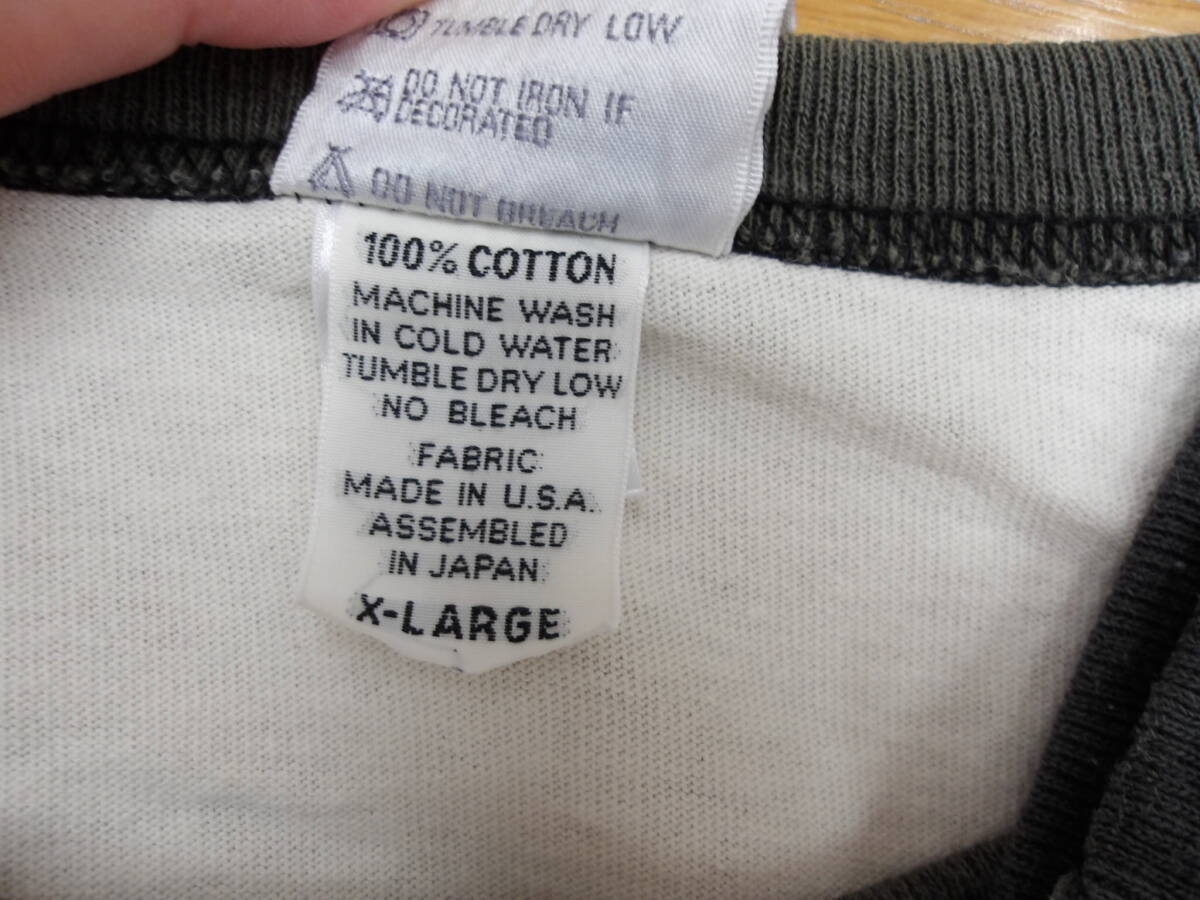 TUMBLE DRY LOW
DO NOT IRON IF
DECORATED
DO NOT BREACH
100% COTTON
MACHINE WASH
IN COLD WATER
TUMBLE DRY LOW
NO BLEACH
FABRIC
MADE IN U.S.A.
ASSEMBLED
IN JAPAN
X-LARGE